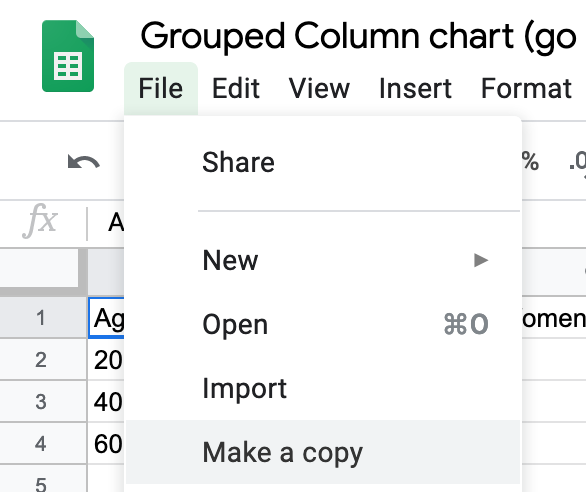 Grouped Column chart (go
File Edit View Insert Format
Share
% .0
fx A
New ►
Open ⌘O
1 Ag omen
2 20
Import
3 40
4 60 Make a copy
5